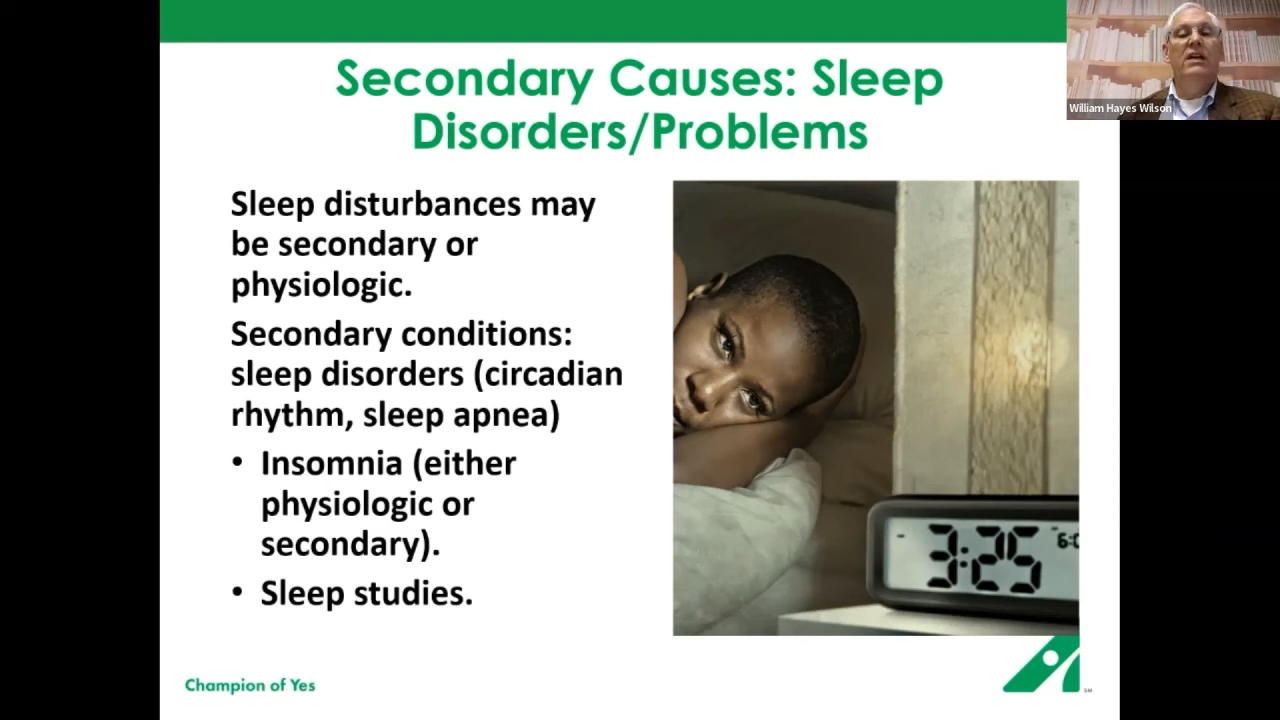 William Hayes Wilson
Secondary Causes: Sleep
Disorders/Problems
Sleep disturbances may
be secondary or
physiologic.
Secondary conditions:
sleep disorders (circadian
rhythm, sleep apnea)
• Insomnia (either
physiologic or
secondary).
• Sleep studies.
3:25
Champion of Yes
SM